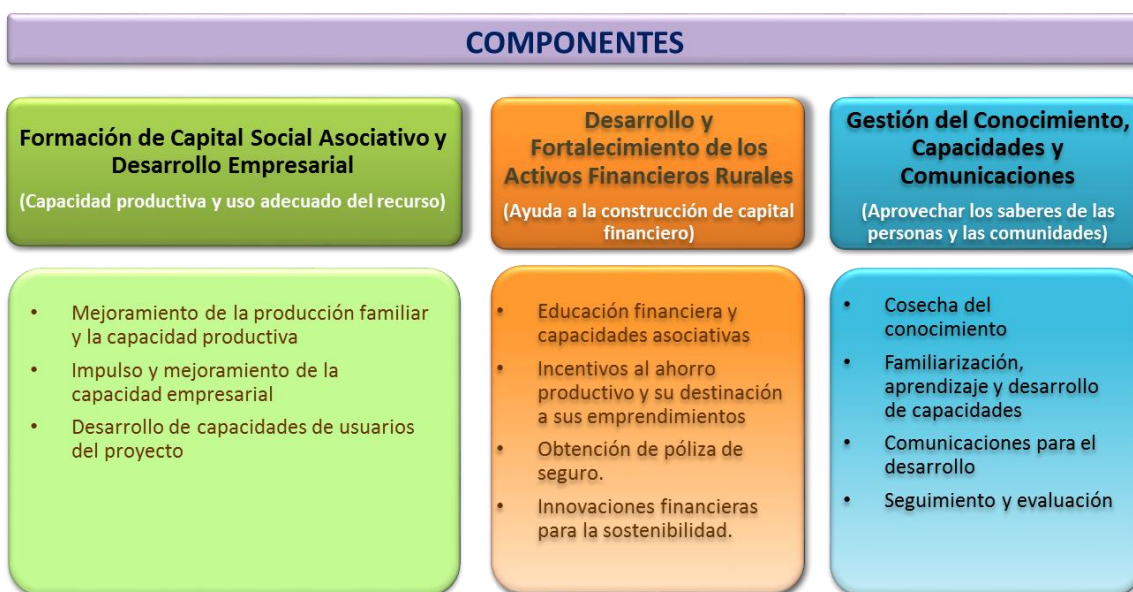 COMPONENTES
Formación de Capital Social Asociativo y
Desarrollo Empresarial
(Capacidad productiva y uso adecuado del recurso)
• Mejoramiento de la producción familiar
y la capacidad productiva
• Impulso y mejoramiento de la
capacidad empresarial
• Desarrollo de capacidades de usuarios
del proyecto
Desarrollo y
Fortalecimiento de los
Activos Financieros Rurales
(Ayuda a la construcción de capital
financiero)
• Educación financiera y
capacidades asociativas
• Incentivos al ahorro
productivo y su destinación
a sus emprendimientos
• Obtención de póliza de
seguro.
• Innovaciones financieras
para la sostenibilidad.
Gestión del Conocimiento,
Capacidades y
Comunicaciones
(Aprovechar los saberes de las
personas y las comunidades)
• Cosecha del
conocimiento
• Familiarización,
aprendizaje y desarrollo
de capacidades
• Comunicaciones para el
desarrollo
• Seguimiento y evaluación